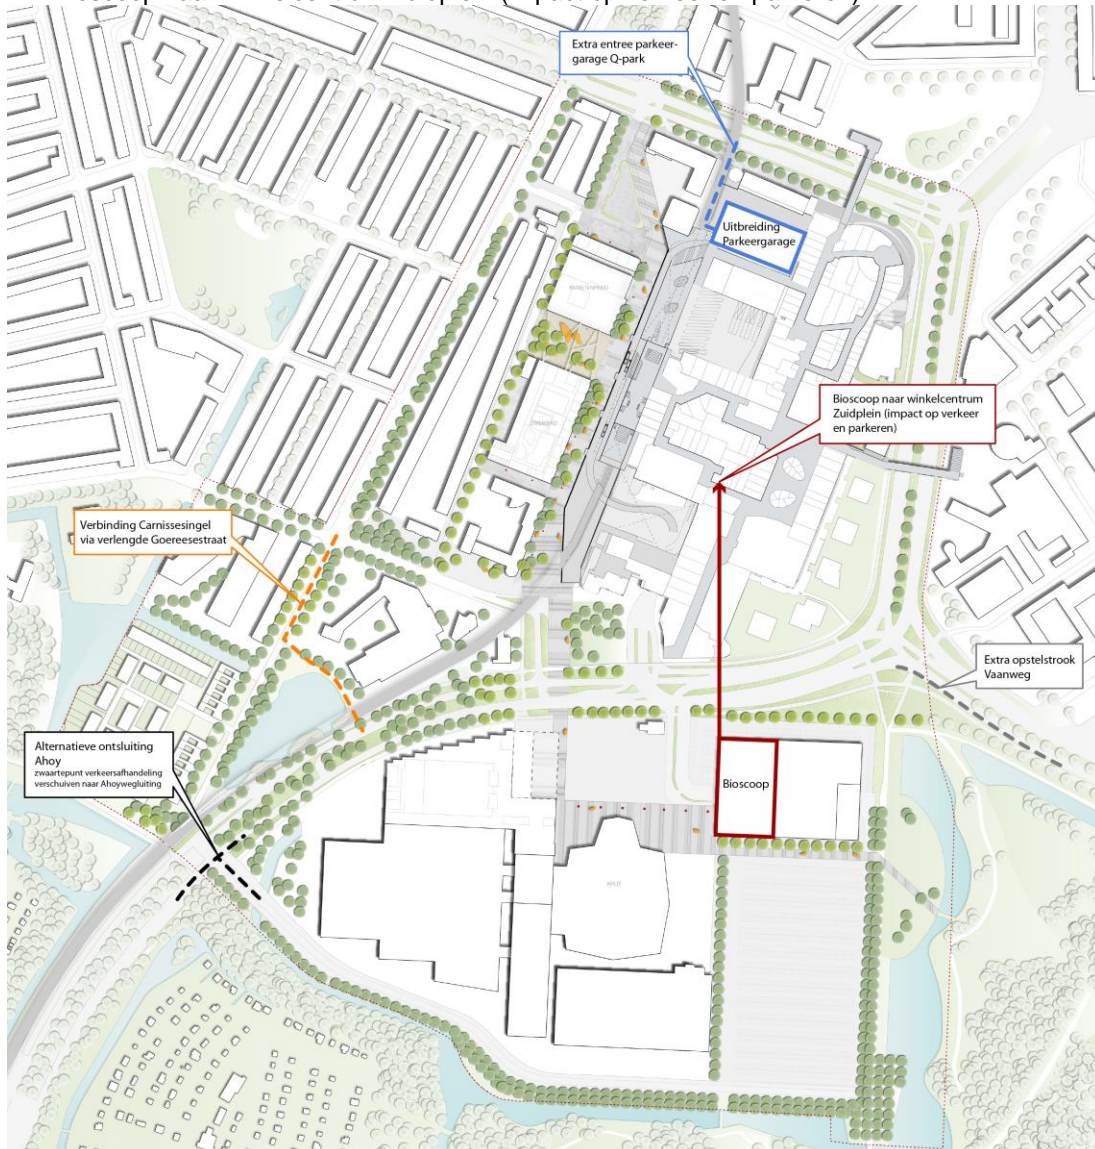 Extra entree parkeer-
garage Q-park
Uitbreiding
Parkeergarage
Bioscoop naar winkelcentrum
Zuidplein (impact op verkeer
en parkeren)
Verbinding Carnissesingel
via verlengde Goereesestraat
Extra opstelstrook
Vaanweg
Alternatieve ontsluiting
Ahoy
zwaartepunt verkeersafhandeling
verschuiven naar Ahoywegluiting
Bioscoop
AHOY